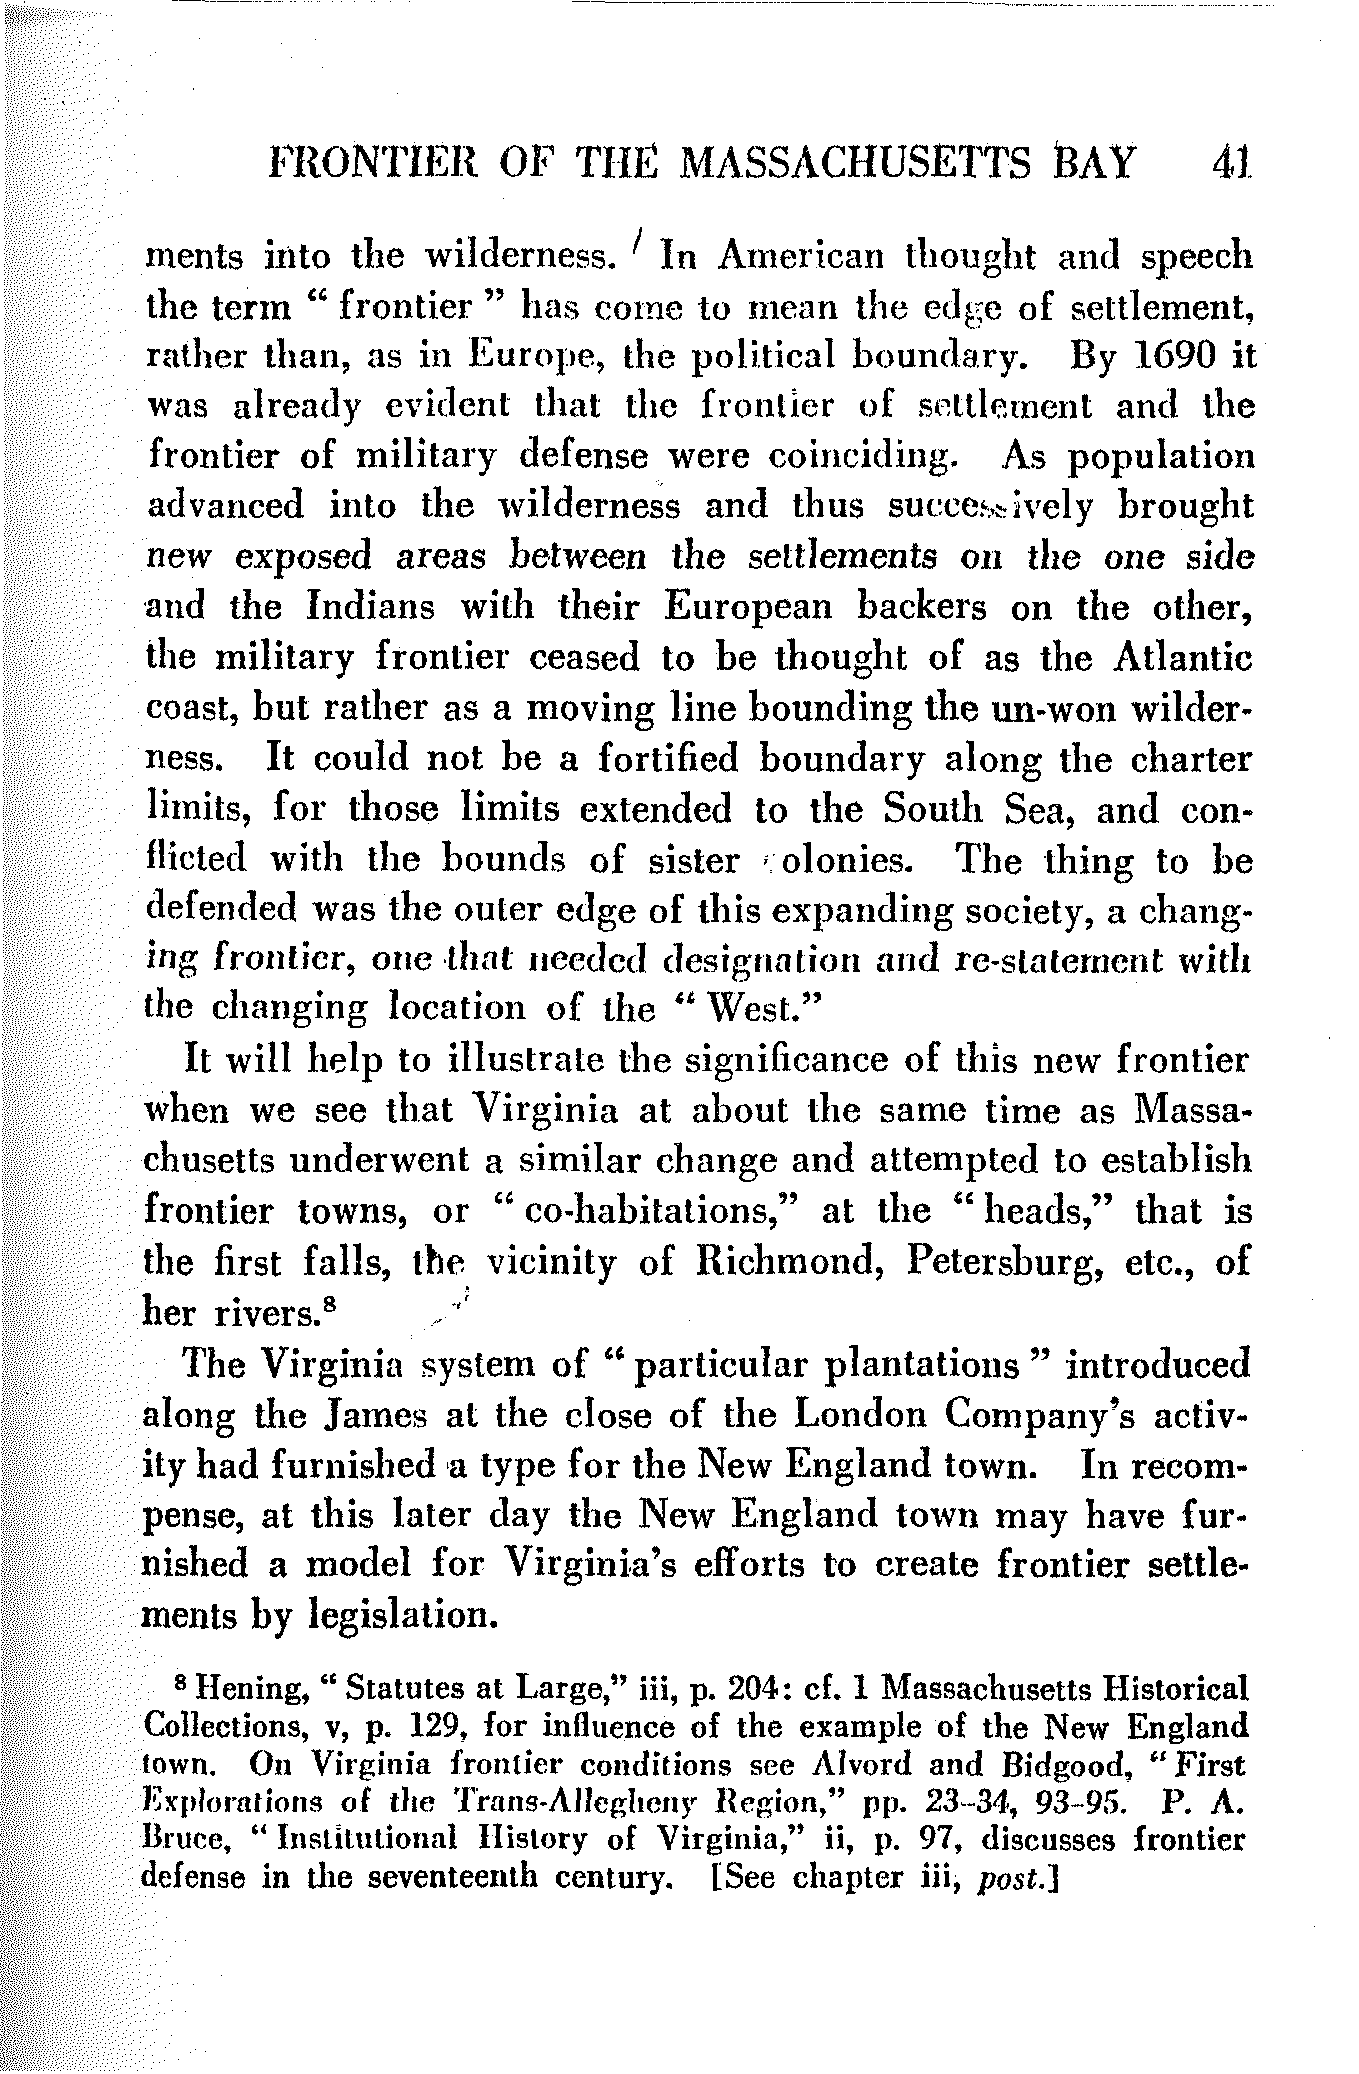 FRONTIER OF THE MASSACHUSETTS BAY 41
ments into the wilderness. In American thought and speech
the term “ frontier ” has come to mean the edge of settlement,
rather than, as in Europe, the political boundary. By 1690 it
was already evident that the frontier of settlement and the
frontier of military defense were coinciding. As population
advanced into the wilderness and thus successively brought
new exposed areas between the settlements on the one side
and the Indians with their European backers on the other,
the military frontier ceased to be thought of as the Atlantic
coast, but rather as a moving line bounding the un-won wilder-
ness. It could not be a fortified boundary along the charter
limits, for those limits extended to the South Sea, and con-
flicted with the bounds of sister colonies. The thing to be
defended was the outer edge of this expanding society, a chang-
ing frontier, one that needed designation and re-statement with
the changing location of the “ West.”
It will help to illustrate the significance of this new frontier
when we see that Virginia at about the same time as Massa-
chusetts underwent a similar change and attempted to establish
frontier towns, or “ co-habitations,” at the “ heads,” that is
the first falls, the vicinity of Richmond, Petersburg, etc., of
her rivers.⁸
The Virginia system of “ particular plantations ” introduced
along the James at the close of the London Company’s activ-
ity had furnished a type for the New England town. In recom-
pense, at this later day the New England town may have fur-
nished a model for Virginia’s efforts to create frontier settle-
ments by legislation.
⁸ Hening, “ Statutes at Large,” iii, p. 204: cf. 1 Massachusetts Historical
Collections, v, p. 129, for influence of the example of the New England
town. On Virginia frontier conditions see Alvord and Bidgood, “ First
Explorations of the Trans-Allegheny Region,” pp. 23–34, 93–95. P. A.
Bruce, “ Institutional History of Virginia,” ii, p. 97, discusses frontier
defense in the seventeenth century. [See chapter iii, post.]